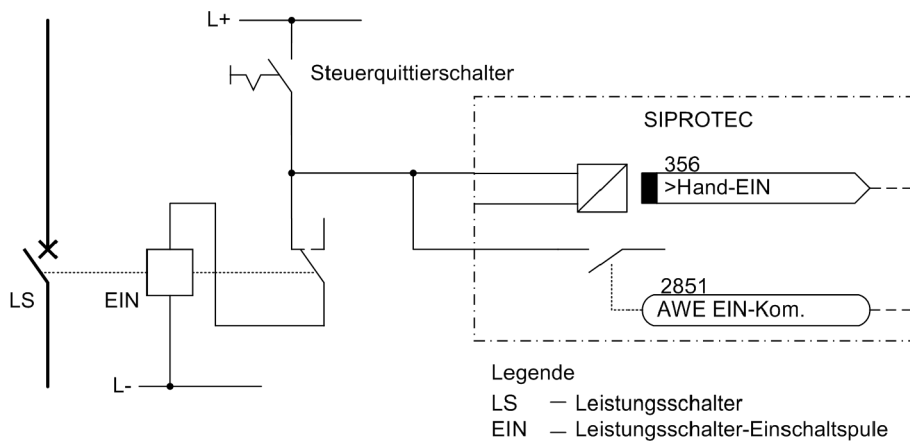 L+
Steuerquittierschalter
SIPROTEC
356
>Hand-EIN
LS
EIN
2851
AWE EIN-Kom.
L-
Legende
LS – Leistungsschalter
EIN – Leistungsschalter-Einschaltspule